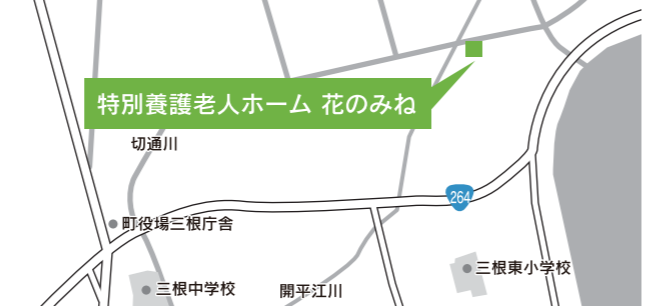 特別養護老人ホーム 花のみね
切通川
264
町役場三根庁舎
三根東小学校
三根中学校
開平江川